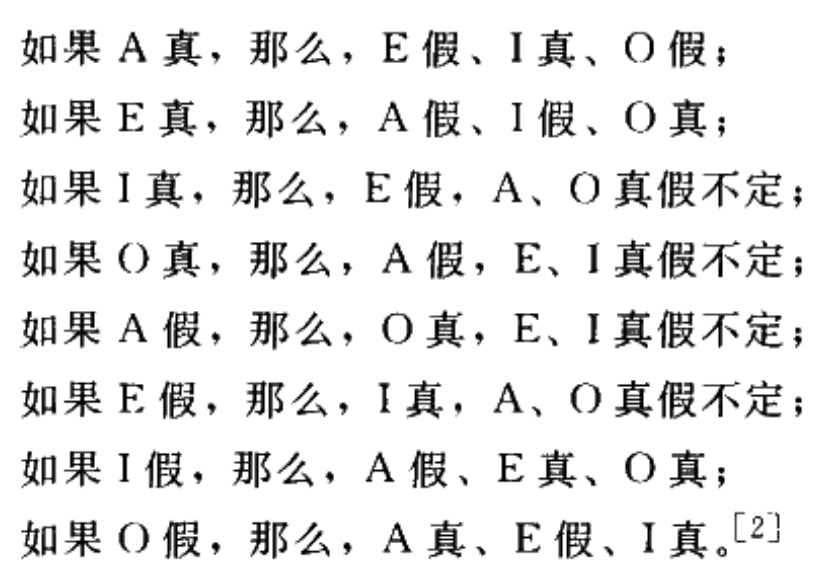 如果 A 真，那么，E 假、I 真、O 假；
如果 E 真，那么，A 假、I 假、O 真；
如果 I 真，那么，E 假，A、O 真假不定；
如果 O 真，那么，A 假，E、I 真假不定；
如果 A 假，那么，O 真，E、I 真假不定；
如果 E 假，那么，I 真，A、O 真假不定；
如果 I 假，那么，A 假、E 真、O 真；
如果 O 假，那么，A 真、E 假、I 真。[2]